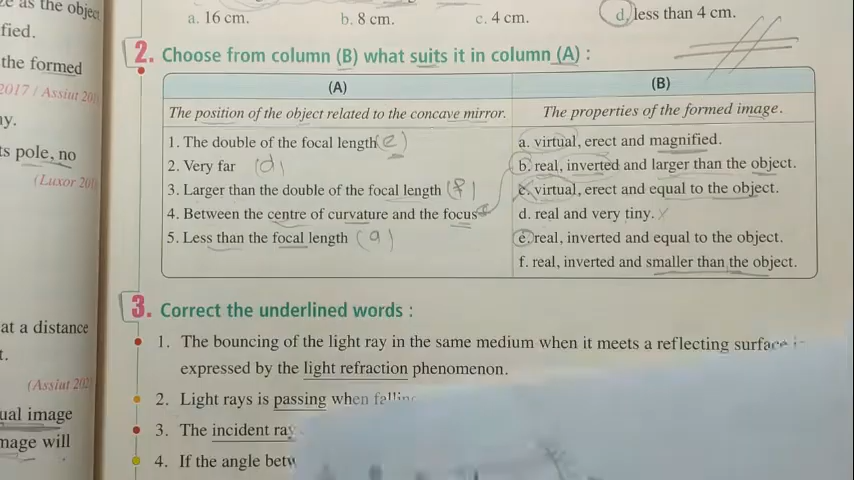 as the object
fied.
the formed
2017 / Assiut 20
ny.
ts pole, no
(Luxor 20
at a distance
t.
(Assiut 202
ual image
mage will
a. 16 cm. b. 8 cm. c. 4 cm. d. less than 4 cm.
2. Choose from column (B) what suits it in column (A) :
(A) (B)
The position of the object related to the concave mirror. The properties of the formed image.
1. The double of the focal length (e) a. virtual, erect and magnified.
2. Very far (d) b. real, inverted and larger than the object.
3. Larger than the double of the focal length (f) c. virtual, erect and equal to the object.
4. Between the centre of curvature and the focus d. real and very tiny. x
5. Less than the focal length (a) e. real, inverted and equal to the object.
f. real, inverted and smaller than the object.
3. Correct the underlined words :
1. The bouncing of the light ray in the same medium when it meets a reflecting surface
expressed by the light refraction phenomenon.
2. Light rays is passing when falling
3. The incident ray
4. If the angle betw